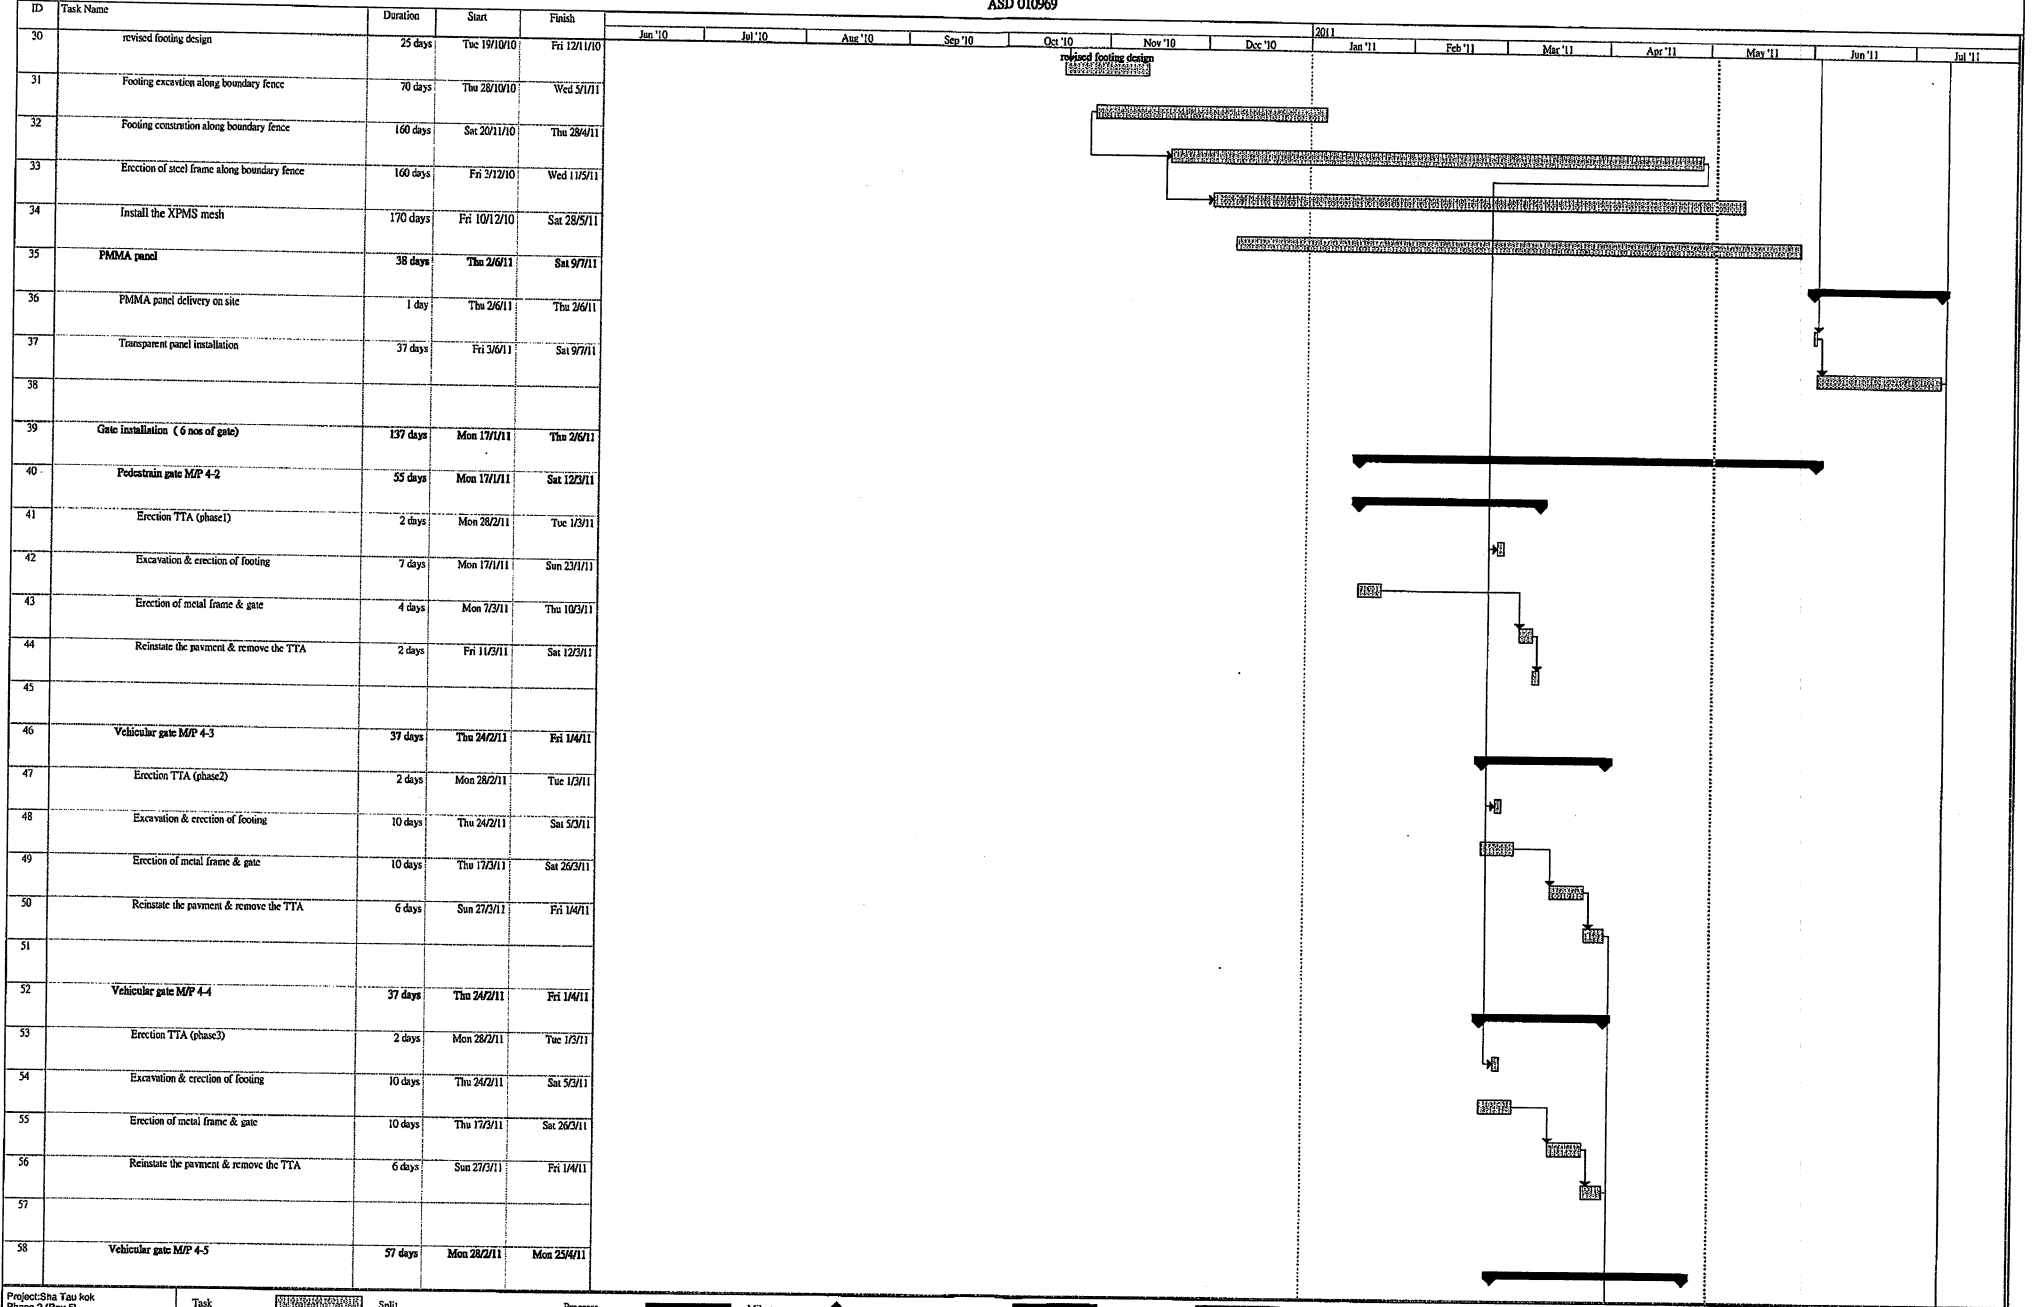 ASD 010969
ID Task Name Duration Start Finish
2011
Jun '10 Jul '10 Aug '10 Sep '10 Oct '10 Nov '10 Dec '10 Jan '11 Feb '11 Mar '11 Apr '11 May '11 Jun '11 Jul '11
30 revised footing design 25 days Tue 19/10/10 Fri 12/11/10
revised footing design
31 Footing excavtion along boundary fence 70 days Thu 28/10/10 Wed 5/1/11
32 Footing constrution along boundary fence 160 days Sat 20/11/10 Thu 28/4/11
33 Erection of steel frame along boundary fence 160 days Fri 3/12/10 Wed 11/5/11
34 Install the XPMS mesh 170 days Fri 10/12/10 Sat 28/5/11
35 PMMA panel 38 days Thu 2/6/11 Sat 9/7/11
36 PMMA panel delivery on site 1 day Thu 2/6/11 Thu 2/6/11
37 Transparent panel installation 37 days Fri 3/6/11 Sat 9/7/11
38
39 Gate installation ( 6 nos of gate) 137 days Mon 17/1/11 Thu 2/6/11
40 Pedestrain gate M/P 4-2 55 days Mon 17/1/11 Sat 12/3/11
41 Erection TTA (phase1) 2 days Mon 28/2/11 Tue 1/3/11
42 Excavation & erection of footing 7 days Mon 17/1/11 Sun 23/1/11
43 Erection of metal frame & gate 4 days Mon 7/3/11 Thu 10/3/11
44 Reinstate the pavment & remove the TTA 2 days Fri 11/3/11 Sat 12/3/11
45
46 Vehicular gate M/P 4-3 37 days Thu 24/2/11 Fri 1/4/11
47 Erection TTA (phase2) 2 days Mon 28/2/11 Tue 1/3/11
48 Excavation & erection of footing 10 days Thu 24/2/11 Sat 5/3/11
49 Erection of metal frame & gate 10 days Thu 17/3/11 Sat 26/3/11
50 Reinstate the pavment & remove the TTA 6 days Sun 27/3/11 Fri 1/4/11
51
52 Vehicular gate M/P 4-4 37 days Thu 24/2/11 Fri 1/4/11
53 Erection TTA (phase3) 2 days Mon 28/2/11 Tue 1/3/11
54 Excavation & erection of footing 10 days Thu 24/2/11 Sat 5/3/11
55 Erection of metal frame & gate 10 days Thu 17/3/11 Sat 26/3/11
56 Reinstate the pavment & remove the TTA 6 days Sun 27/3/11 Fri 1/4/11
57
58 Vehicular gate M/P 4-5 57 days Mon 28/2/11 Mon 25/4/11
Project:Sha Tau kok
Task Split